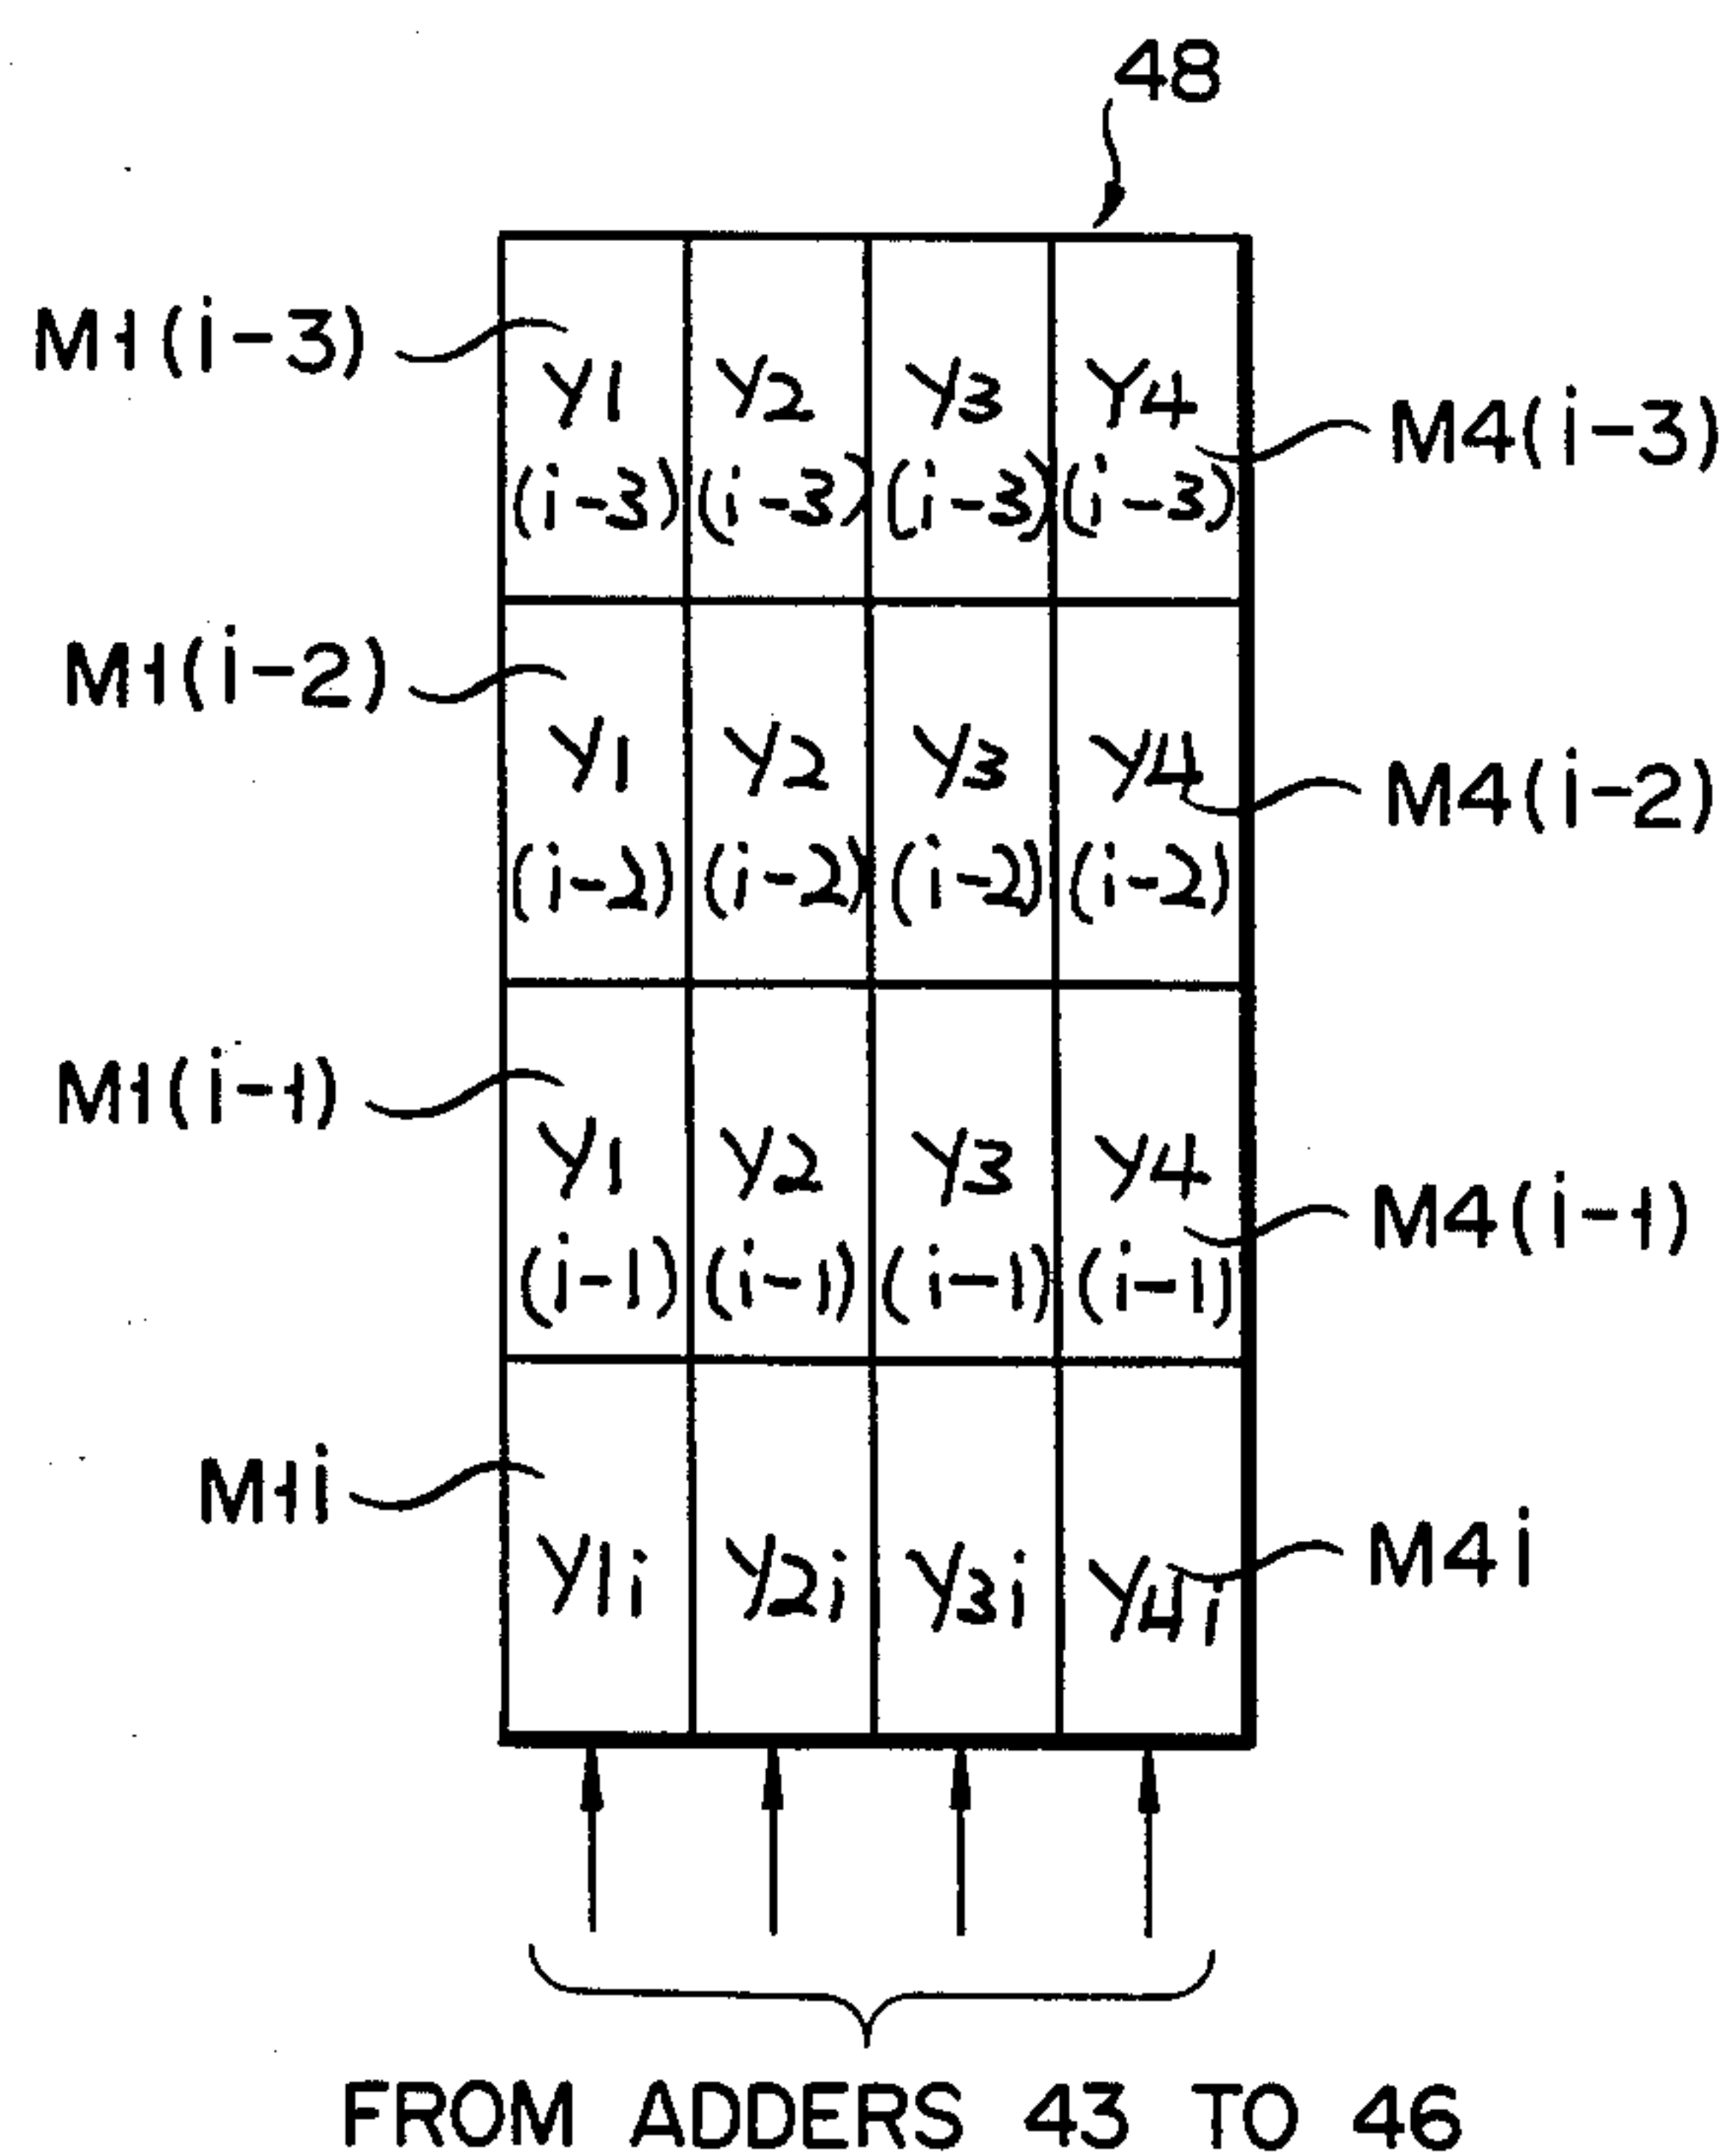 48
M1(i-3)
Y1 Y2 Y3 Y4
M4(i-3)
(i-3) (i-3) (i-3) (i-3)
M1(i-2)
Y1 Y2 Y3 Y4
M4(i-2)
(i-2) (i-2) (i-2) (i-2)
M1(i-1)
Y1 Y2 Y3 Y4
M4(i-1)
(i-1) (i-1) (i-1) (i-1)
M1i
Y1i Y2i Y3i Y4i
M4i
FROM ADDERS 43 TO 46